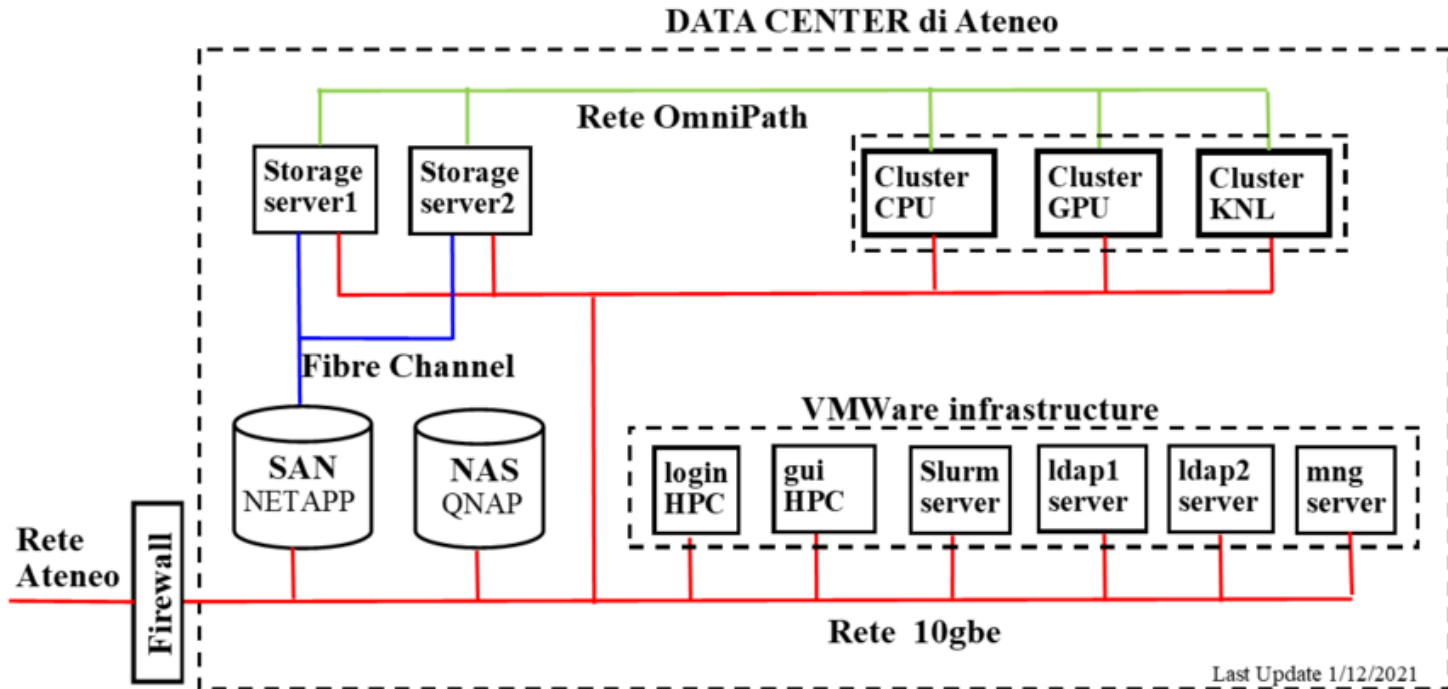 DATA CENTER di Ateneo
Rete OmniPath
Storage
server1
Storage
server2
Cluster
CPU
Cluster
GPU
Cluster
KNL
Fibre Channel
SAN
NETAPP
NAS
QNAP
VMWare infrastructure
login
HPC
gui
HPC
Slurm
server
ldap1
server
ldap2
server
mng
server
Rete
Ateneo
Firewall
Rete 10gbe
Last Update 1/12/2021